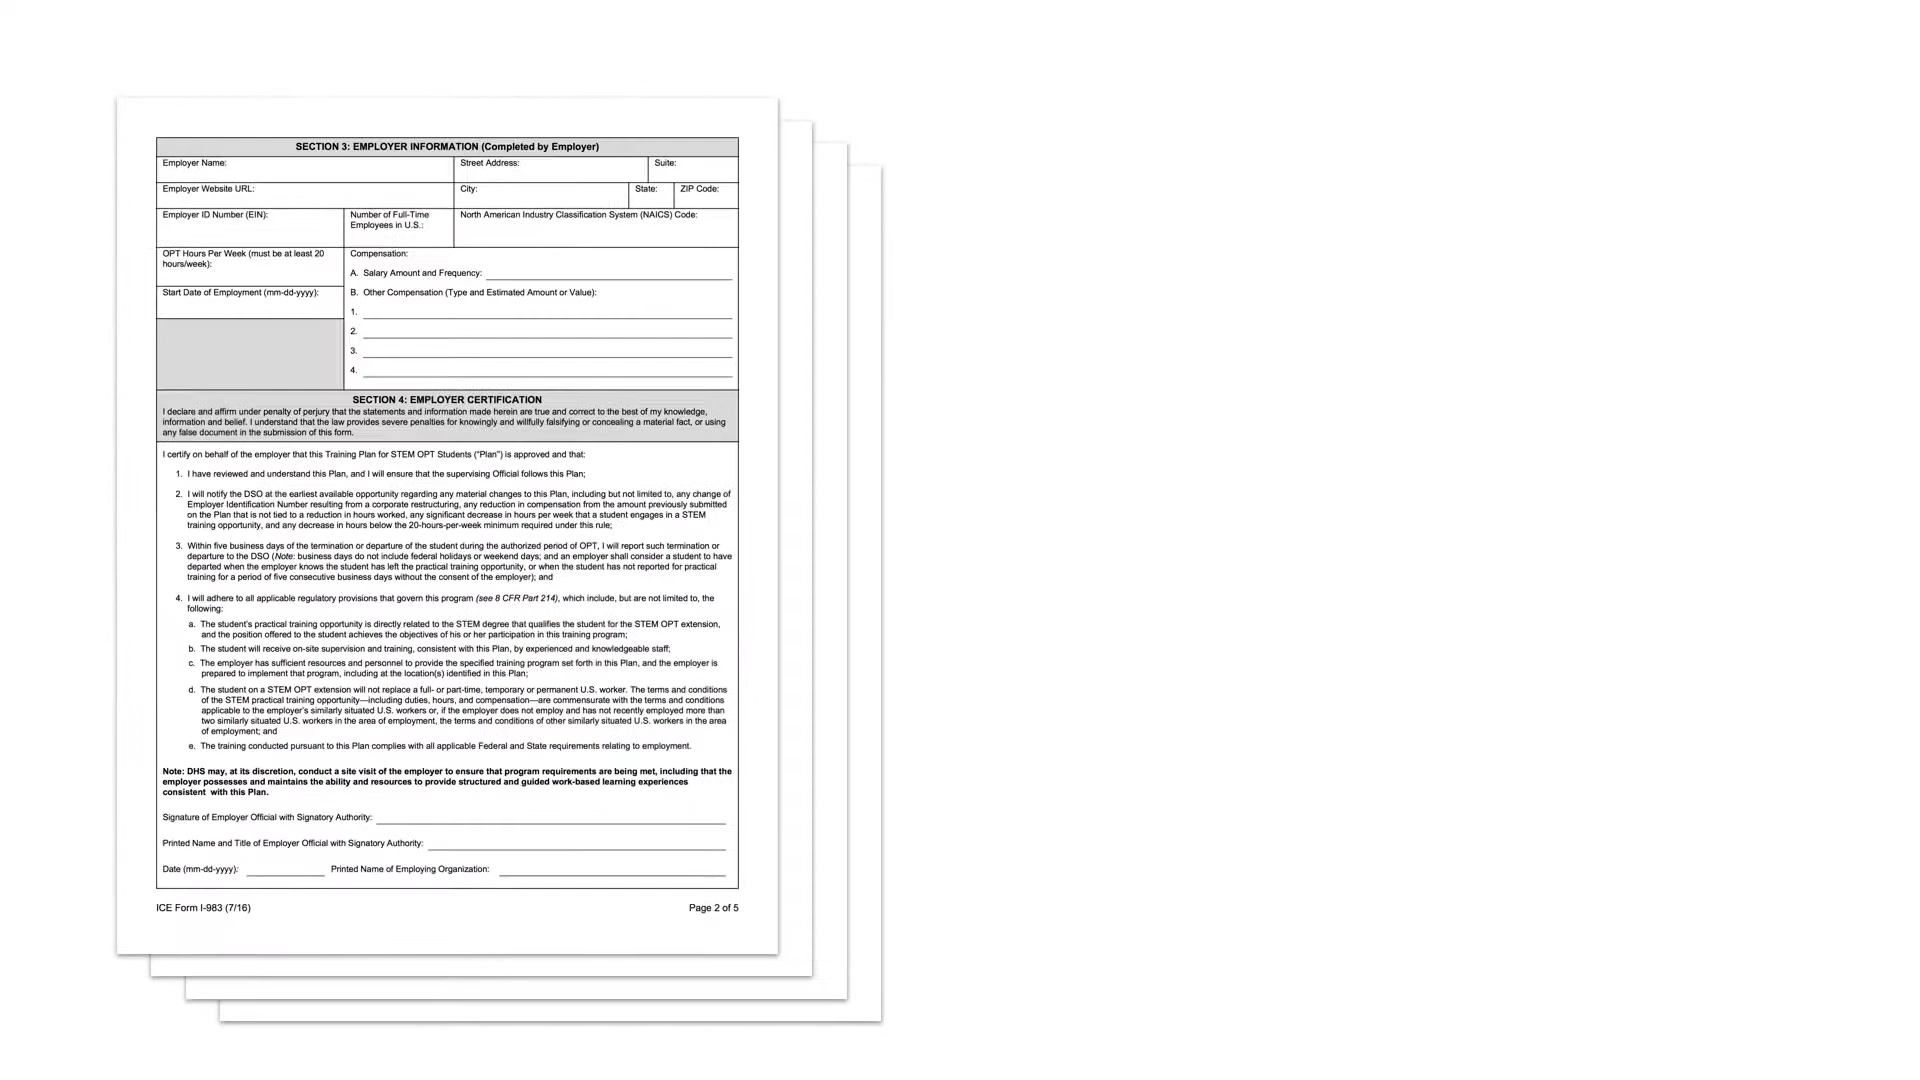 SECTION 3: EMPLOYER INFORMATION (Completed by Employer)
Employer Name:
Street Address:
Suite:
Employer Website URL:
City:
State:
ZIP Code:
Employer ID Number (EIN):
Number of Full-Time
Employees in U.S.:
North American Industry Classification System (NAICS) Code:
OPT Hours Per Week (must be at least 20
hours/week):
Start Date of Employment (mm-dd-yyyy):
Compensation:
A. Salary Amount and Frequency:
B. Other Compensation (Type and Estimated Amount or Value):
1.
2.
3.
4.
SECTION 4: EMPLOYER CERTIFICATION
I declare and affirm under penalty of perjury that the statements and information made herein are true and correct to the best of my knowledge,
information and belief. I understand that the law provides severe penalties for knowingly and willfully falsifying or concealing a material fact, or using
any false document in the submission of this form.
I certify on behalf of the employer that this Training Plan for STEM OPT Students (“Plan”) is approved and that:
1. I have reviewed and understand this Plan, and I will ensure that the supervising Official follows this Plan;
2. I will notify the DSO at the earliest available opportunity regarding any material changes to this Plan, including but not limited to, any change of
Employer Identification Number resulting from a corporate restructuring, any reduction in compensation from the amount previously submitted
on the Plan that is not tied to a reduction in hours worked, any significant decrease in hours per week that a student engages in a STEM
training opportunity, and any decrease in hours below the 20-hours-per-week minimum required under this rule;
3. Within five business days of the termination or departure of the student during the authorized period of OPT, I will report such termination or
departure to the DSO (Note: business days do not include federal holidays or weekend days; and an employer shall consider a student to have
departed when the employer knows the student has left the practical training opportunity, or when the student has not reported for practical
training for a period of five consecutive business days without the consent of the employer); and
4. I will adhere to all applicable regulatory provisions that govern this program (see 8 CFR Part 214), which include, but are not limited to, the
following:
a. The student’s practical training opportunity is directly related to the STEM degree that qualifies the student for the STEM OPT extension,
and the position offered to the student achieves the objectives of his or her participation in this training program;
b. The student will receive on-site supervision and training, consistent with this Plan, by experienced and knowledgeable staff;
c. The employer has sufficient resources and personnel to provide the specified training program set forth in this Plan, and the employer is
prepared to implement that program, including at the location(s) identified in this Plan;
d. The student on a STEM OPT extension will not replace a full- or part-time, temporary or permanent U.S. worker. The terms and conditions
of the STEM practical training opportunity—including duties, hours, and compensation—are commensurate with the terms and conditions
applicable to the employer’s similarly situated U.S. workers or, if the employer does not employ and has not recently employed more than
two similarly situated U.S. workers in the area of employment, the terms and conditions of other similarly situated U.S. workers in the area
of employment; and
e. The training conducted pursuant to this Plan complies with all applicable Federal and State requirements relating to employment.
Note: DHS may, at its discretion, conduct a site visit of the employer to ensure that program requirements are being met, including that the
employer possesses and maintains the ability and resources to provide structured and guided work-based learning experiences
consistent with this Plan.
Signature of Employer Official with Signatory Authority:
Printed Name and Title of Employer Official with Signatory Authority:
Date (mm-dd-yyyy):
Printed Name of Employing Organization:
ICE Form I-983 (7/16)
Page 2 of 5